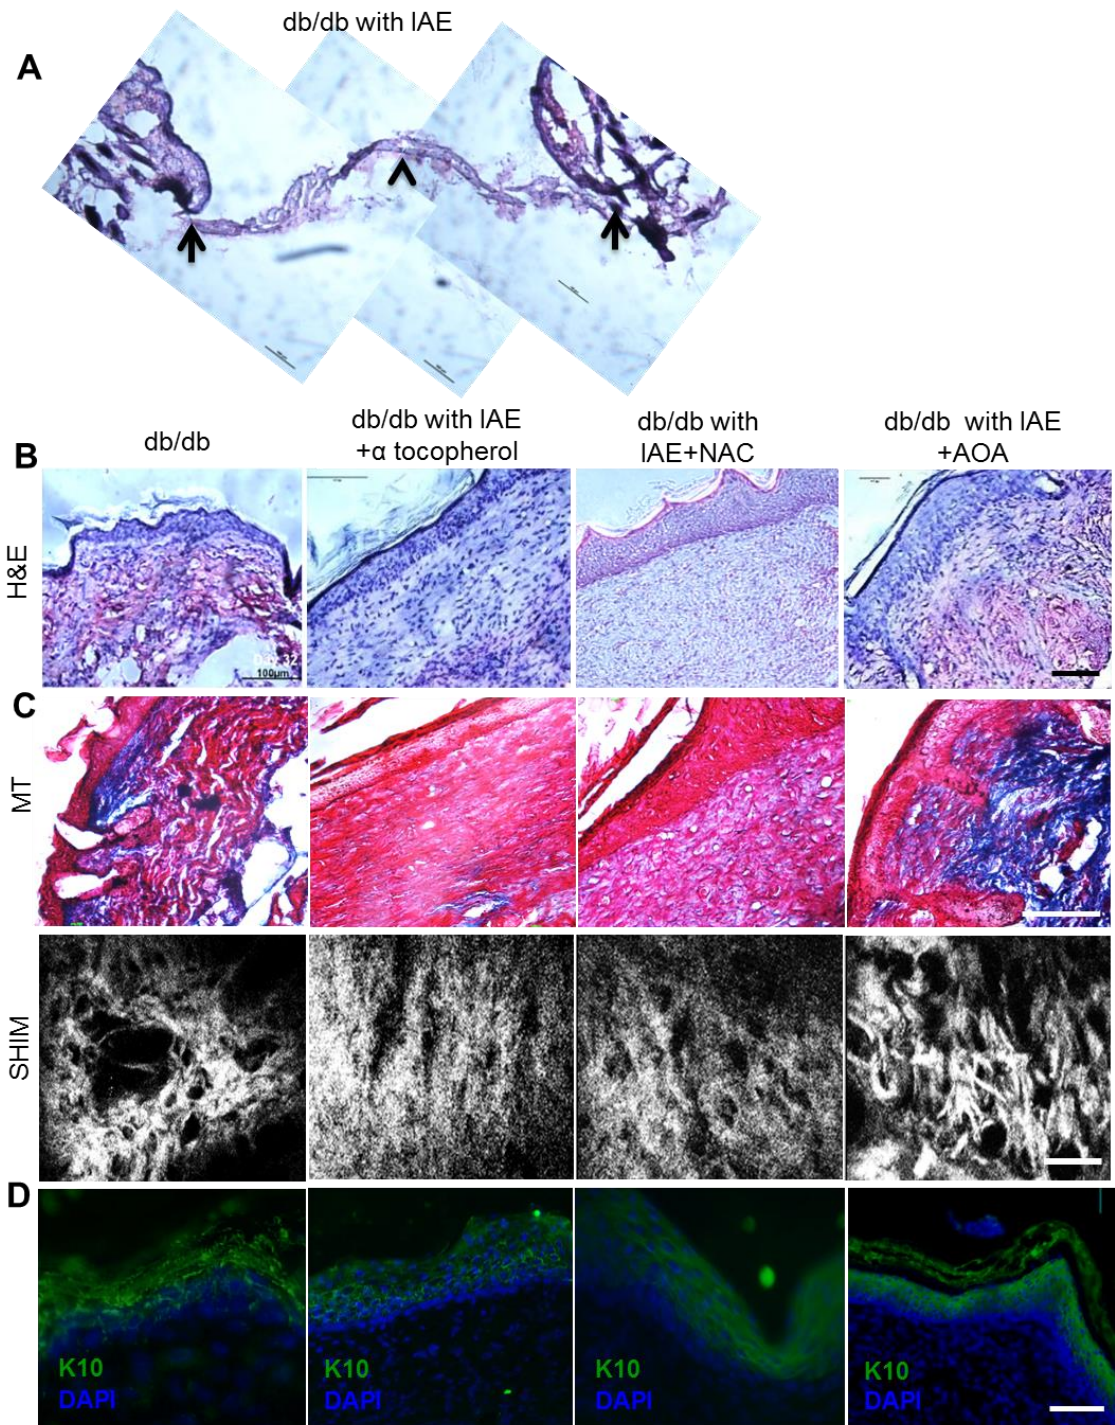 db/db with IAE
A
db/db
db/db with IAE
+α tocopherol
db/db with
IAE+NAC
db/db with IAE
+AOA
B
H&E
100µm
C
MT
SHIM
D
K10
DAPI
K10
DAPI
K10
DAPI
K10
DAPI